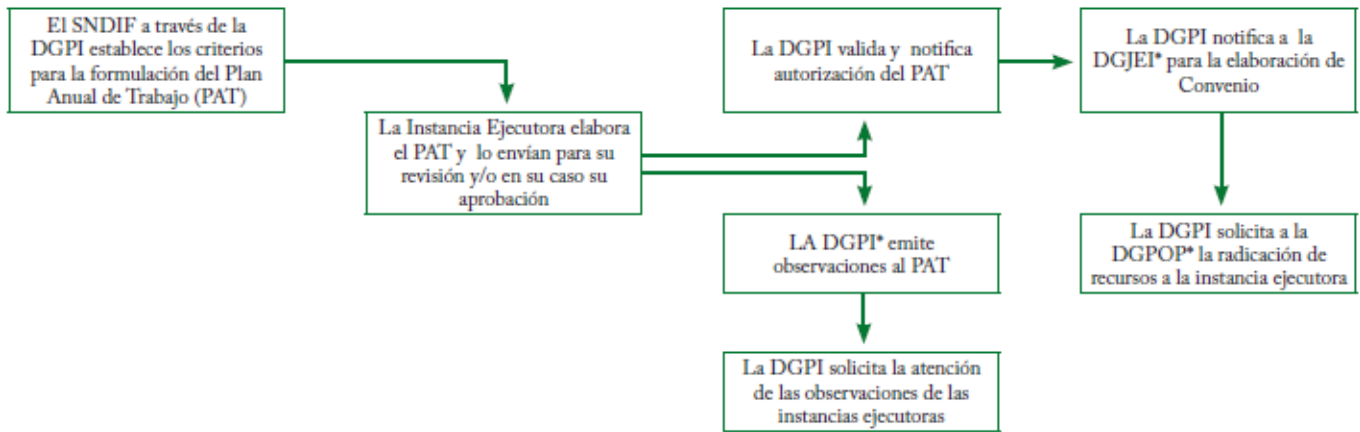 El SNDIF a través de la
DGPI establece los criterios
para la formulación del Plan
Anual de Trabajo (PAT)
La Instancia Ejecutora elabora
el PAT y lo envían para su
revisión y/o en su caso su
aprobación
La DGPI valida y notifica
autorización del PAT
La DGPI notifica a la
DGJEI* para la elaboración de
Convenio
LA DGPI* emite
observaciones al PAT
La DGPI solicita a la
DGPOP* la radicación de
recursos a la instancia ejecutora
La DGPI solicita la atención
de las observaciones de las
instancias ejecutoras